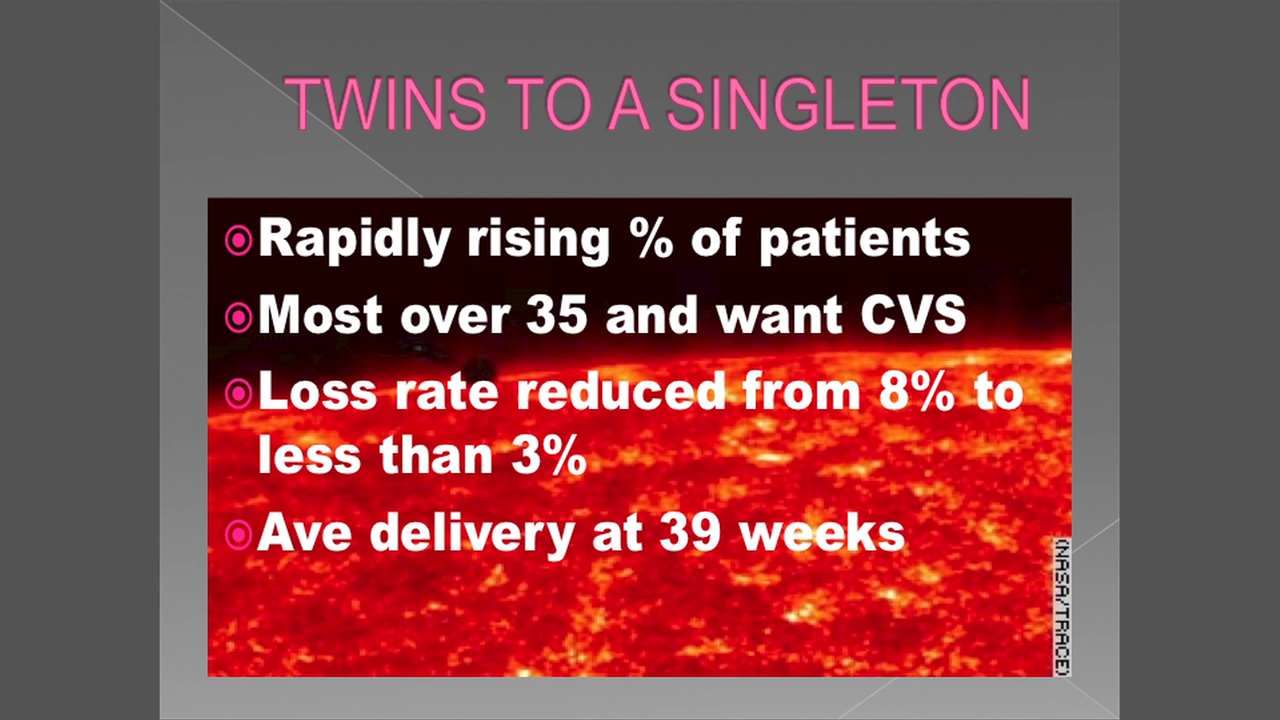 TWINS TO A SINGLETON
Rapidly rising % of patients
Most over 35 and want CVS
Loss rate reduced from 8% to
less than 3%
Ave delivery at 39 weeks
(NASA/TRACE)